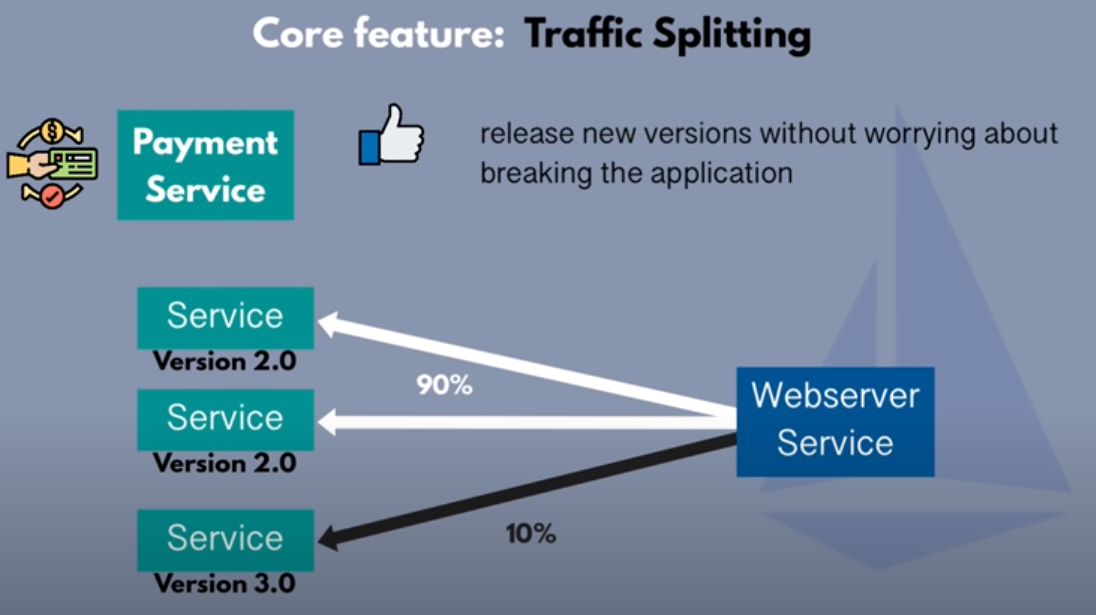 Core feature: Traffic Splitting
Payment
Service
release new versions without worrying about
breaking the application
Service
Version 2.0
90%
Service
Version 2.0
Webserver
Service
10%
Service
Version 3.0